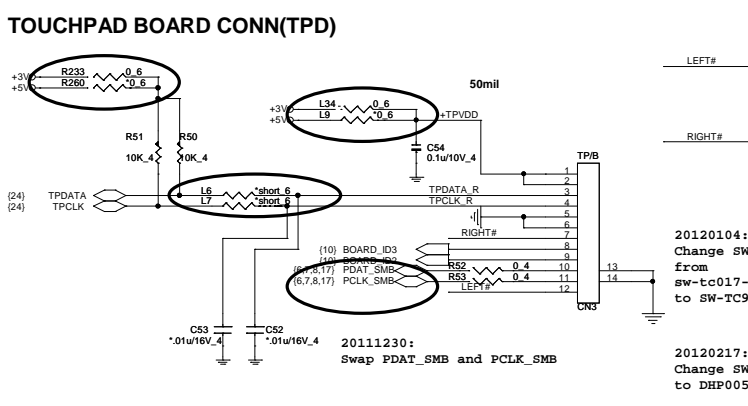 TOUCHPAD BOARD CONN(TPD)
LEFT#
+3V R233 0_6
+5V R260 *0_6
50mil
+3V L34 0_6
+5V L9 *0_6 +TPVDD
R51 R50
10K_4 10K_4
C54
0.1u/10V_4
RIGHT#
TP/B
1
2
{24} TPDATA L6 *short_6 TPDATA_R 3
{24} TPCLK L7 *short_6 TPCLK_R 4
5
6
RIGHT# 7
{10} BOARD_ID3 8
{10} BOARD_ID2 9
{6,7,8,17} PDAT_SMB R52 0_4 10 13
{6,7,8,17} PCLK_SMB R53 0_4 11 14
LEFT# 12
CN3
20120104:
Change SW
from
sw-tc017-
to SW-TC9
C53 C52
*.01u/16V_4 *.01u/16V_4
20111230:
Swap PDAT_SMB and PCLK_SMB
20120217:
Change SW
to DHP005